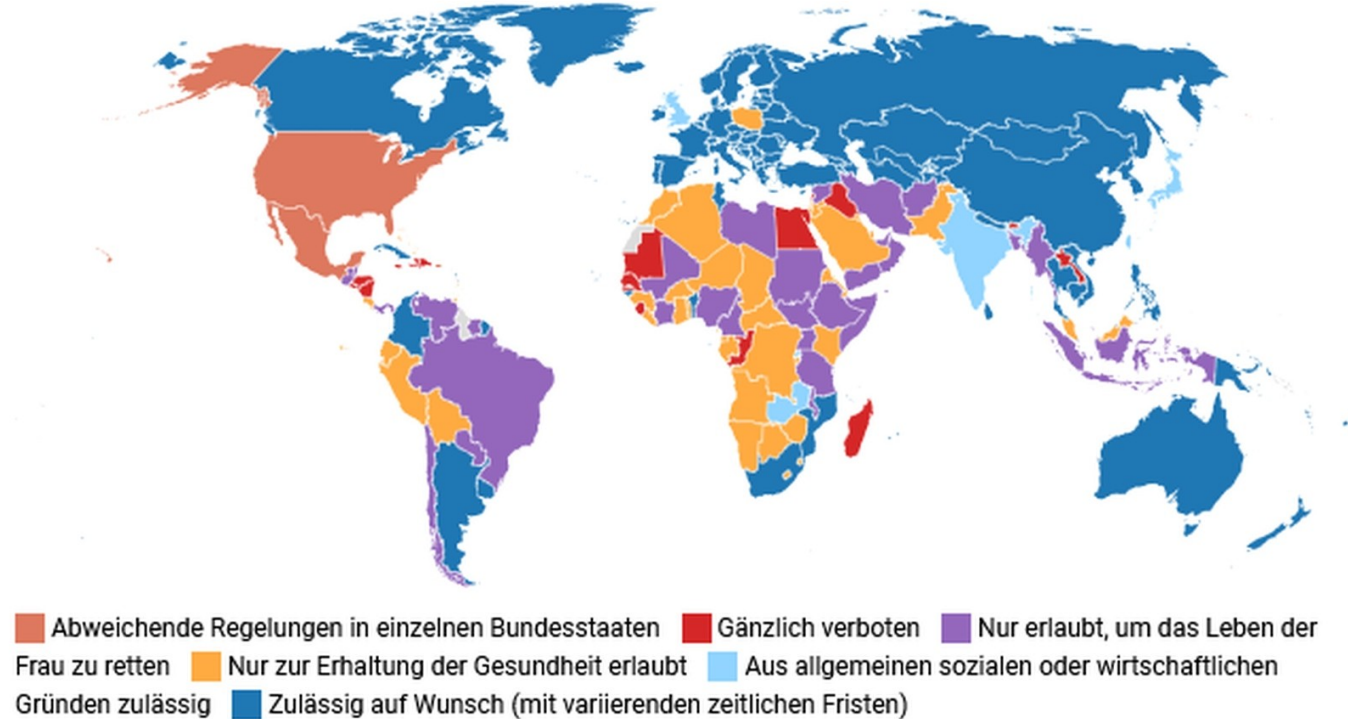 Abweichende Regelungen in einzelnen Bundesstaaten Gänzlich verboten Nur erlaubt, um das Leben der
Frau zu retten Nur zur Erhaltung der Gesundheit erlaubt Aus allgemeinen sozialen oder wirtschaftlichen
Gründen zulässig Zulässig auf Wunsch (mit variierenden zeitlichen Fristen)